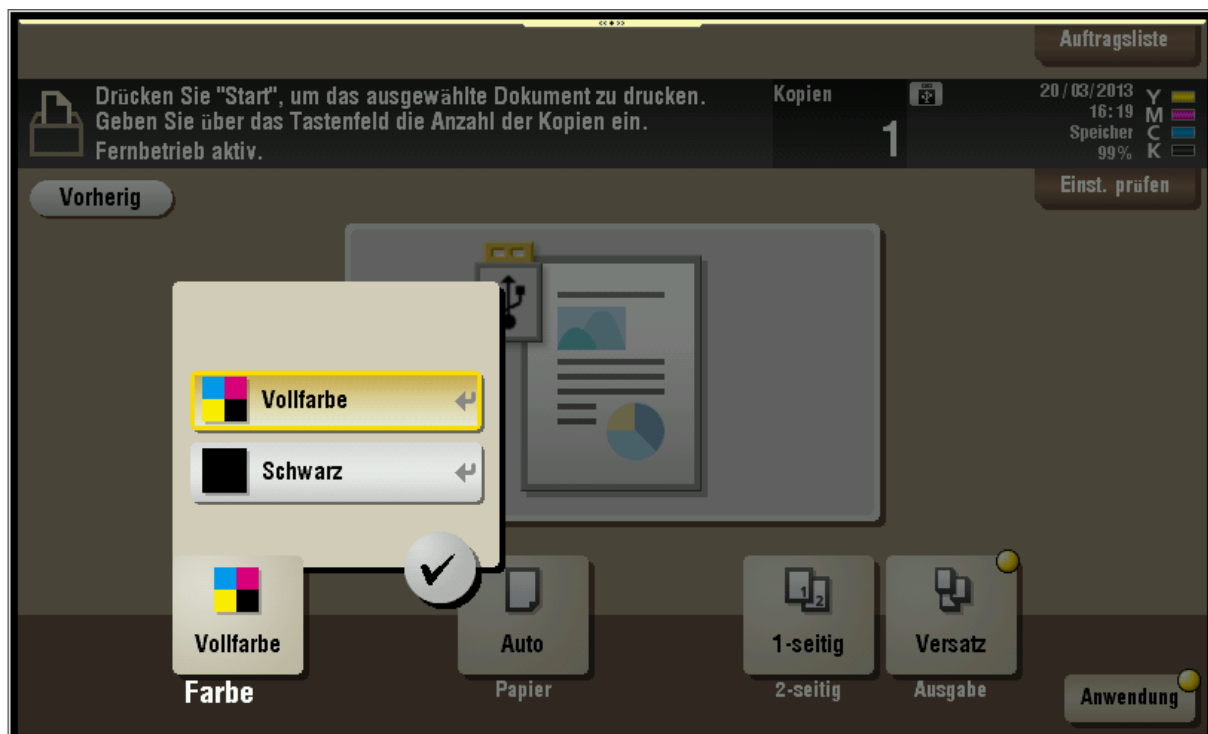 Auftragsliste
Drücken Sie "Start", um das ausgewählte Dokument zu drucken.
Geben Sie über das Tastenfeld die Anzahl der Kopien ein.
Fernbetrieb aktiv.
Kopien
1
20/03/2013
16:19
Speicher
99%
Y
M
C
K
Vorherig
Einst. prüfen
Vollfarbe
Schwarz
Vollfarbe
Farbe
Auto
Papier
1 2
1-seitig
2-seitig
Versatz
Ausgabe
Anwendung